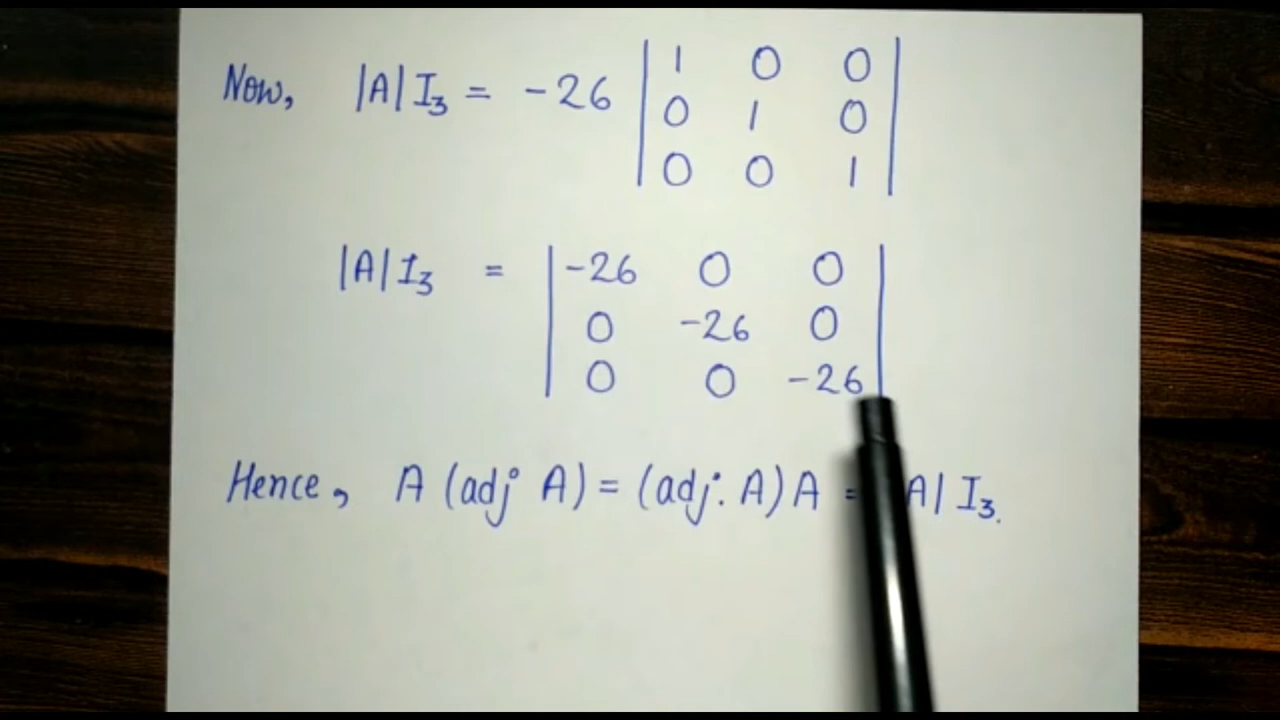 Now, |A| I₃ = -26 | 1 0 0 |
| 0 1 0 |
| 0 0 1 |
|A| I₃ = | -26 0 0 |
| 0 -26 0 |
| 0 0 -26 |
Hence, A (adj A) = (adj. A) A = A| I₃.